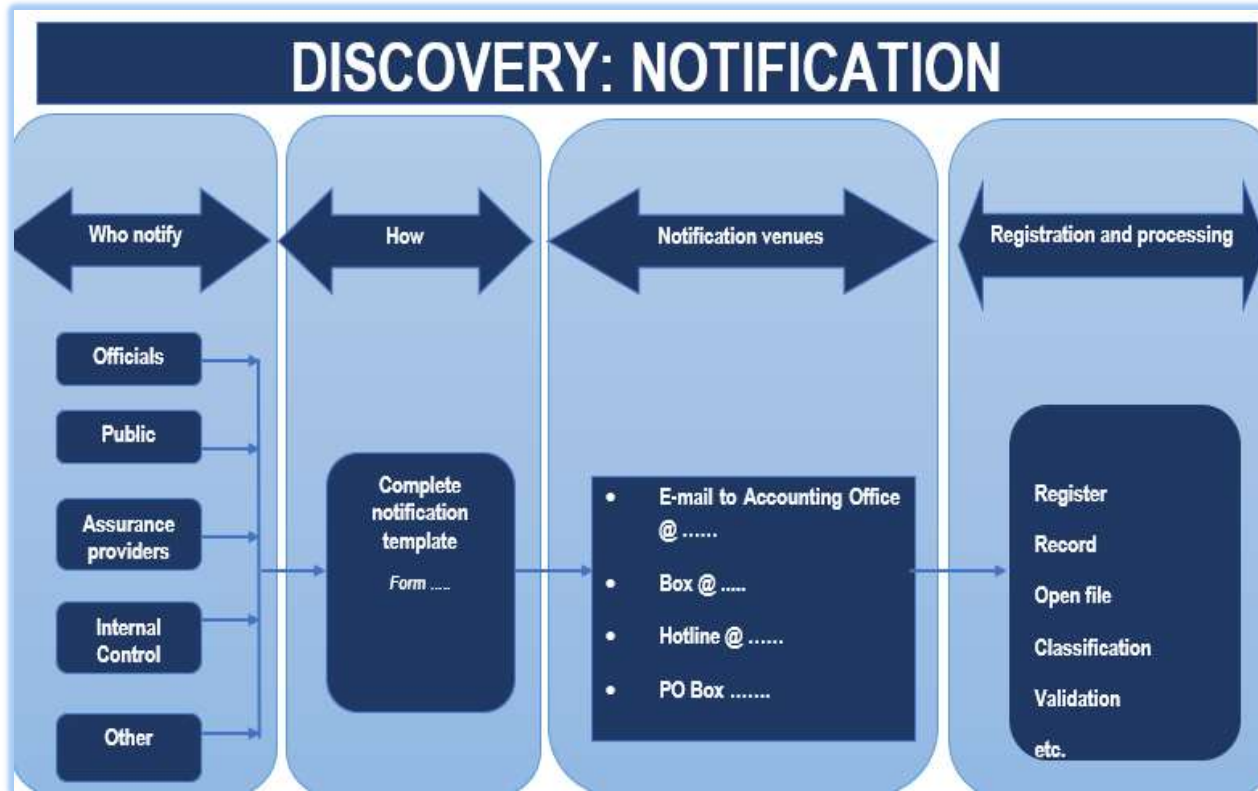 DISCOVERY: NOTIFICATION
Who notify
How
Notification venues
Registration and processing
Officials
Public
Assurance
providers
Internal
Control
Other
Complete
notification
template
Form .....
• E-mail to Accounting Office
@ ......
• Box @ .....
• Hotline @ ......
• PO Box .......
Register
Record
Open file
Classification
Validation
etc.